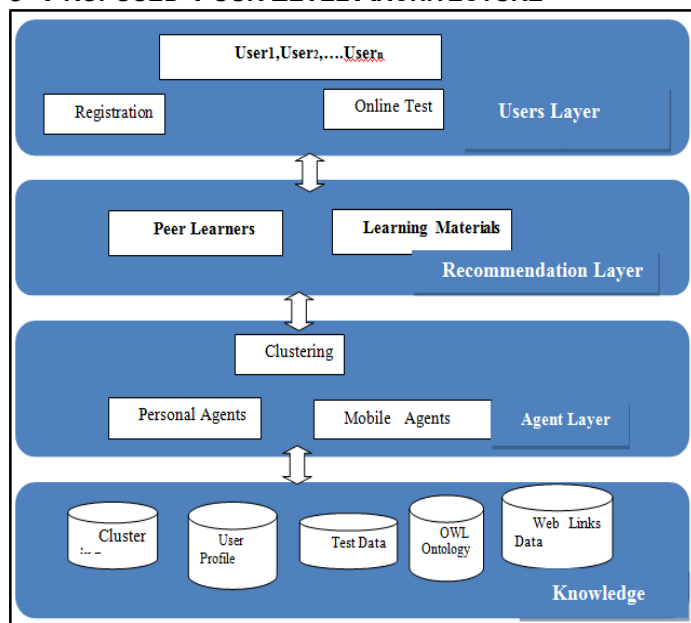 User1,User2,....Usern
Registration
Online Test
Users Layer
Peer Learners
Learning Materials
Recommendation Layer
Clustering
Personal Agents
Mobile Agents
Agent Layer
Cluster
User
Profile
Test Data
OWL
Ontology
Web Links
Data
Knowledge